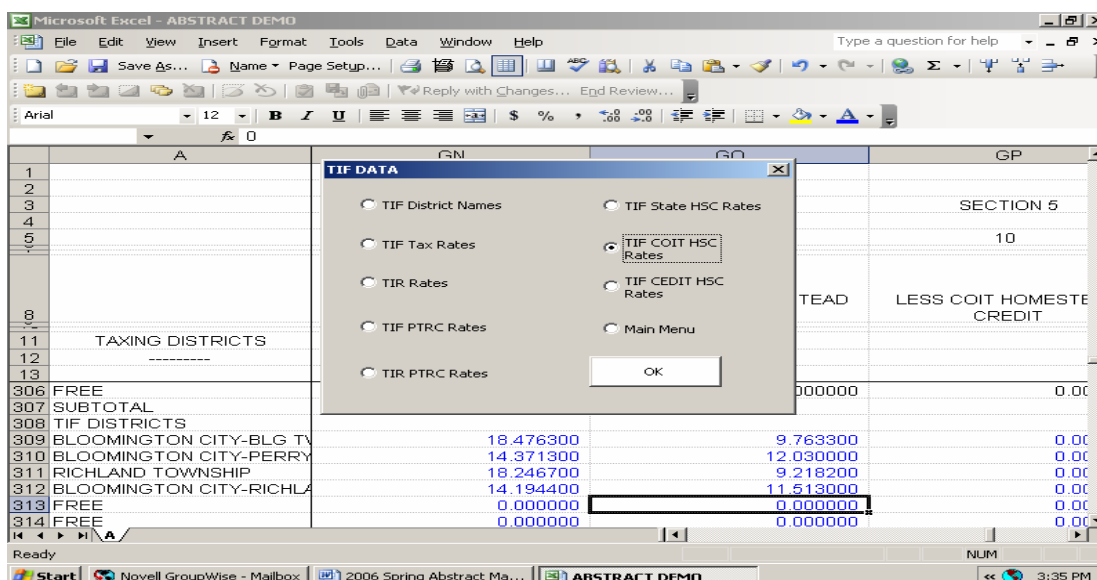 Microsoft Excel - ABSTRACT DEMO
File Edit View Insert Format Tools Data Window Help Type a question for help
Save As... Name Page Setup...
Reply with Changes... End Review...
Arial 12 B I U $ % ,
fx 0
A GN GO GP
1
2
3 SECTION 5
4
5 10
8 TEAD LESS COIT HOMESTE
CREDIT
11 TAXING DISTRICTS
12 ---------
13
306 FREE 000000 0.00
307 SUBTOTAL
308 TIF DISTRICTS
309 BLOOMINGTON CITY-BLG TV 18.476300 9.763300 0.00
310 BLOOMINGTON CITY-PERRY 14.371300 12.030000 0.00
311 RICHLAND TOWNSHIP 18.246700 9.218200 0.00
312 BLOOMINGTON CITY-RICHLA 14.194400 11.513000 0.00
313 FREE 0.000000 0.000000 0.00
314 FREE 0.000000 0.000000 0.00
TIF DATA
TIF District Names
TIF Tax Rates
TIR Rates
TIF PTRC Rates
TIR PTRC Rates
TIF State HSC Rates
TIF COIT HSC
Rates
TIF CEDIT HSC
Rates
Main Menu
OK
A
Ready NUM
Start Novell GroupWise - Mailbox 2006 Spring Abstract Ma... ABSTRACT DEMO 3:35 PM